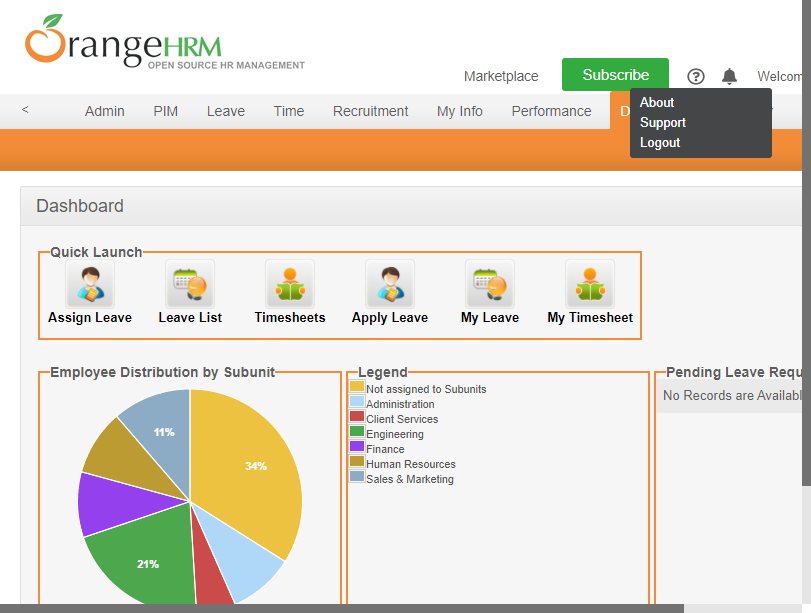 OrangeHRM
OPEN SOURCE HR MANAGEMENT
Marketplace
Subscribe
?
Welcom
<
Admin
PIM
Leave
Time
Recruitment
My Info
Performance
D
About
Support
Logout
Dashboard
Quick Launch
Assign Leave
Leave List
Timesheets
Apply Leave
My Leave
My Timesheet
Employee Distribution by Subunit
11%
34%
21%
Legend
Not assigned to Subunits
Administration
Client Services
Engineering
Finance
Human Resources
Sales & Marketing
Pending Leave Requ
No Records are Availabl